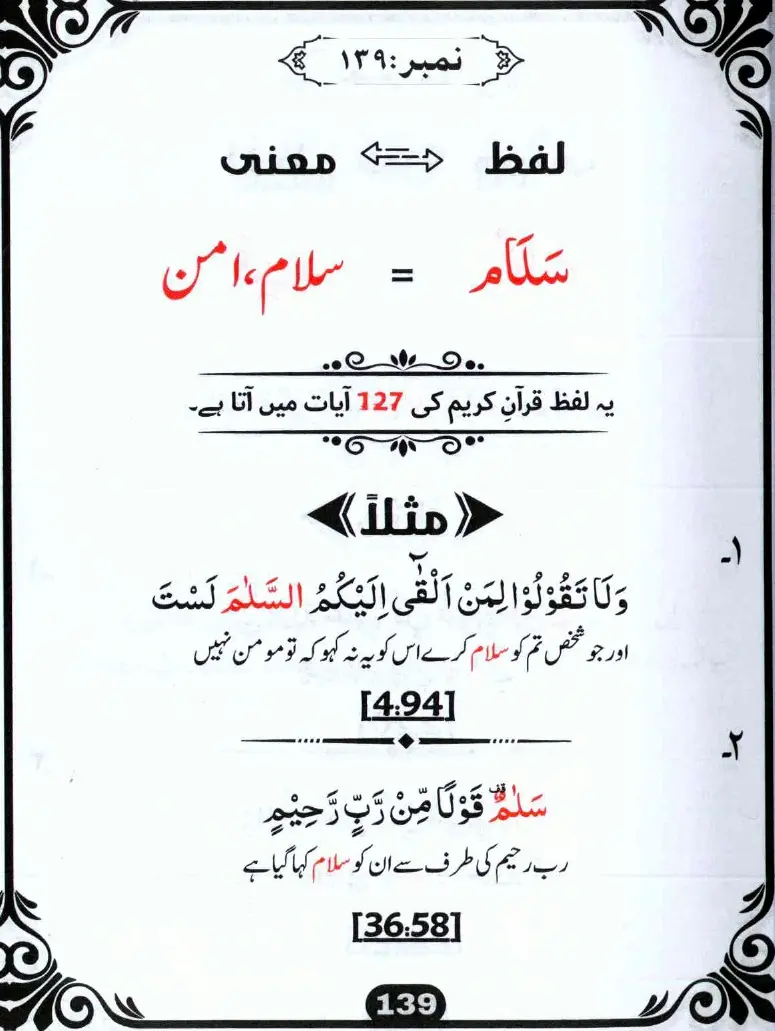 نمبر:۱۳۹
لفظ ⇐⇒ معنی
سَلَام = سلام،امن
یہ لفظ قرآنِ کریم کی 127 آیات میں آتا ہے۔
مثلاً
۱۔
وَلَا تَقُوْلُوْا لِمَنْ اَلْقٰٓى اِلَيْكُمُ السَّلٰمَ لَسْتَ
اور جو شخص تم کو سلام کرے اس کو یہ نہ کہو کہ تو مومن نہیں
[4:94]
۲۔
سَلٰمٌ ۣ قَوْلًا مِّنْ رَّبٍّ رَّحِيْمٍ
رب رحیم کی طرف سے ان کو سلام کہا گیا ہے
[36:58]
139